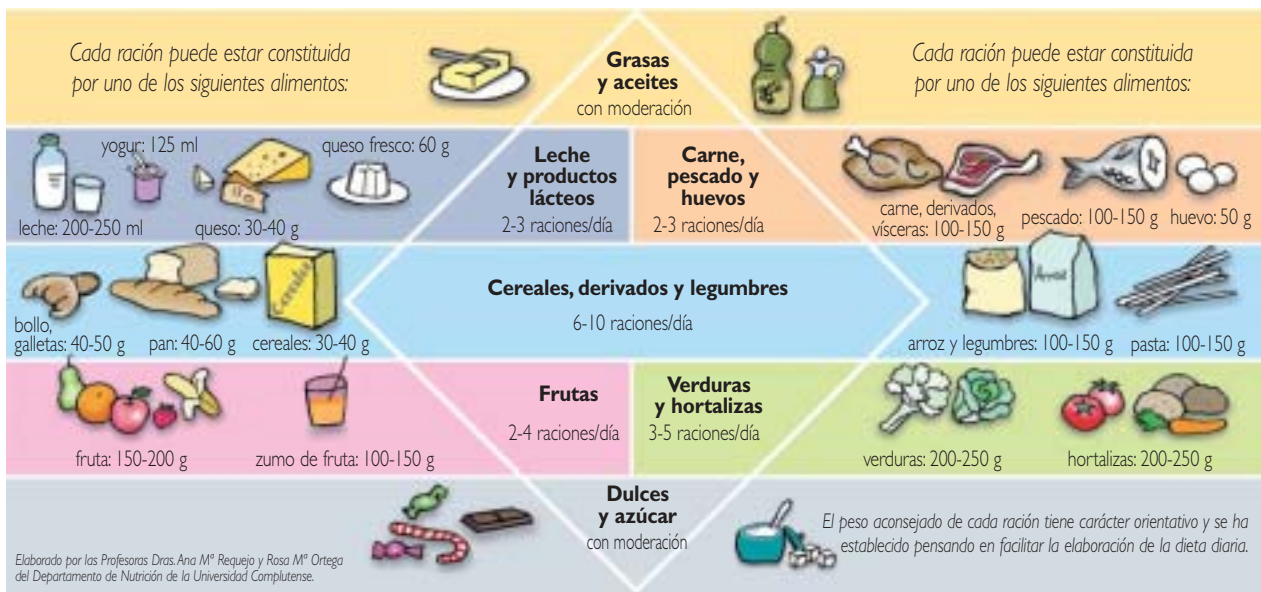 Cada ración puede estar constituida
por uno de los siguientes alimentos:
Grasas
y aceites
con moderación
Cada ración puede estar constituida
por uno de los siguientes alimentos:
yogur: 125 ml
queso fresco: 60 g
leche: 200-250 ml
queso: 30-40 g
Leche
y productos
lácteos
2-3 raciones/día
Carne,
pescado y
huevos
2-3 raciones/día
carne, derivados,
vísceras: 100-150 g
pescado: 100-150 g
huevo: 50 g
bollo,
galletas: 40-50 g
pan: 40-60 g
Cereales
cereales: 30-40 g
Cereales, derivados y legumbres
6-10 raciones/día
Arroz
arroz y legumbres: 100-150 g
pasta: 100-150 g
fruta: 150-200 g
zumo de fruta: 100-150 g
Frutas
2-4 raciones/día
Verduras
y hortalizas
3-5 raciones/día
verduras: 200-250 g
hortalizas: 200-250 g
Dulces
y azúcar
con moderación
Elaborado por las Profesoras Dras. Ana Mª Requejo y Rosa Mª Ortega
del Departamento de Nutrición de la Universidad Complutense.
El peso aconsejado de cada ración tiene carácter orientativo y se ha
establecido pensando en facilitar la elaboración de la dieta diaria.